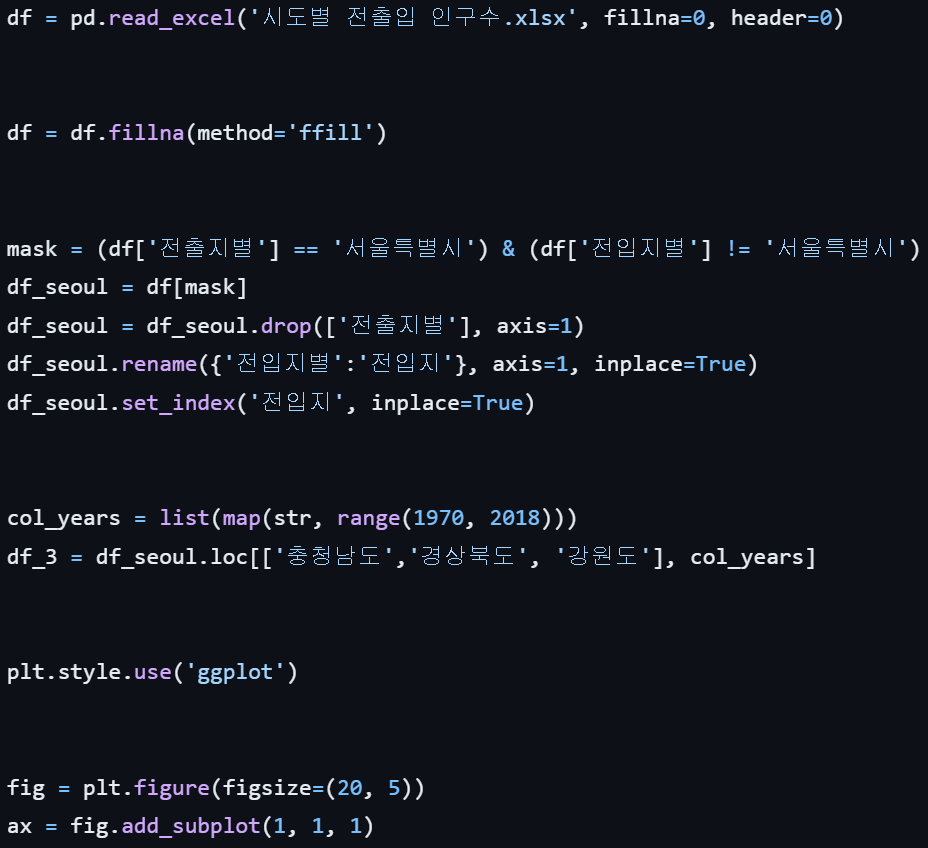 df = pd.read_excel('시도별 전출입 인구수.xlsx', fillna=0, header=0)
df = df.fillna(method='ffill')
mask = (df['전출지별'] == '서울특별시') & (df['전입지별'] != '서울특별시')
df_seoul = df[mask]
df_seoul = df_seoul.drop(['전출지별'], axis=1)
df_seoul.rename({'전입지별':'전입지'}, axis=1, inplace=True)
df_seoul.set_index('전입지', inplace=True)
col_years = list(map(str, range(1970, 2018)))
df_3 = df_seoul.loc[['충청남도','경상북도', '강원도'], col_years]
plt.style.use('ggplot')
fig = plt.figure(figsize=(20, 5))
ax = fig.add_subplot(1, 1, 1)